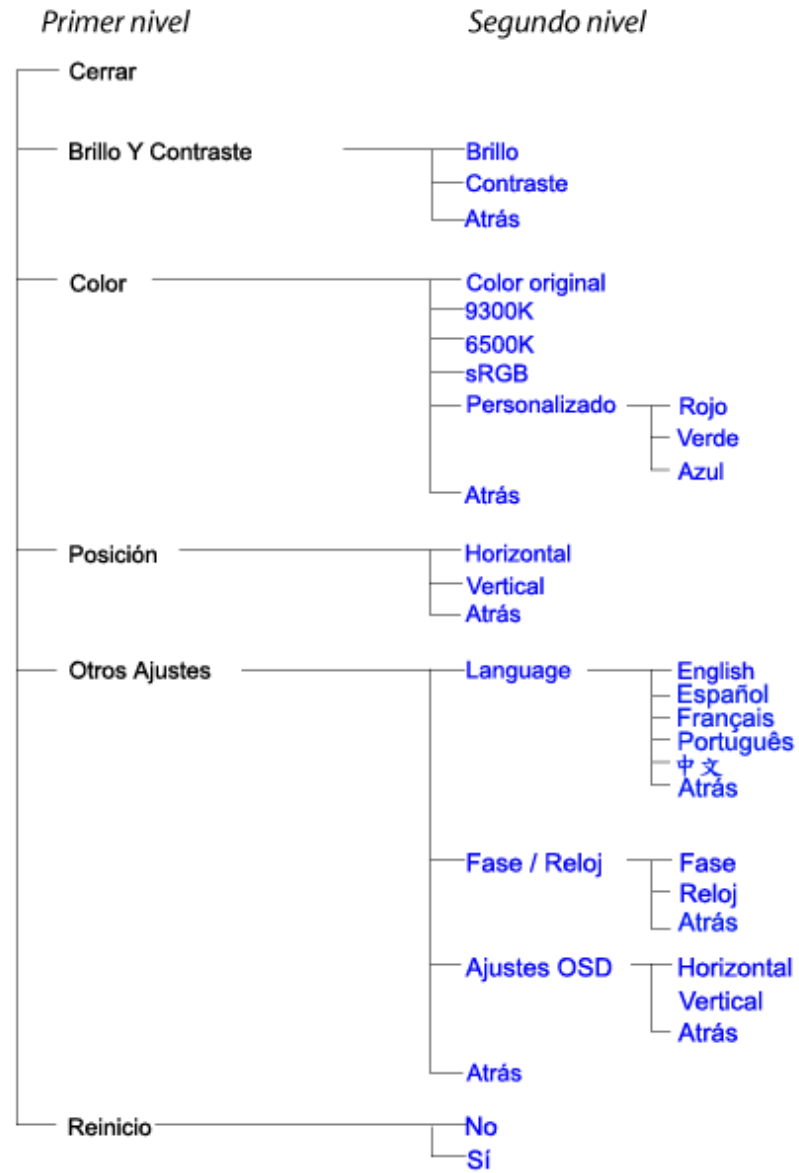 Primer nivel Segundo nivel
Cerrar
Brillo Y Contraste Brillo
Contraste
Atrás
Color Color original
9300K
6500K
sRGB
Personalizado Rojo
Verde
Azul
Atrás
Posición Horizontal
Vertical
Atrás
Otros Ajustes Language English
Español
Français
Português
中文
Atrás
Fase / Reloj Fase
Reloj
Atrás
Ajustes OSD Horizontal
Vertical
Atrás
Atrás
Reinicio No
Sí